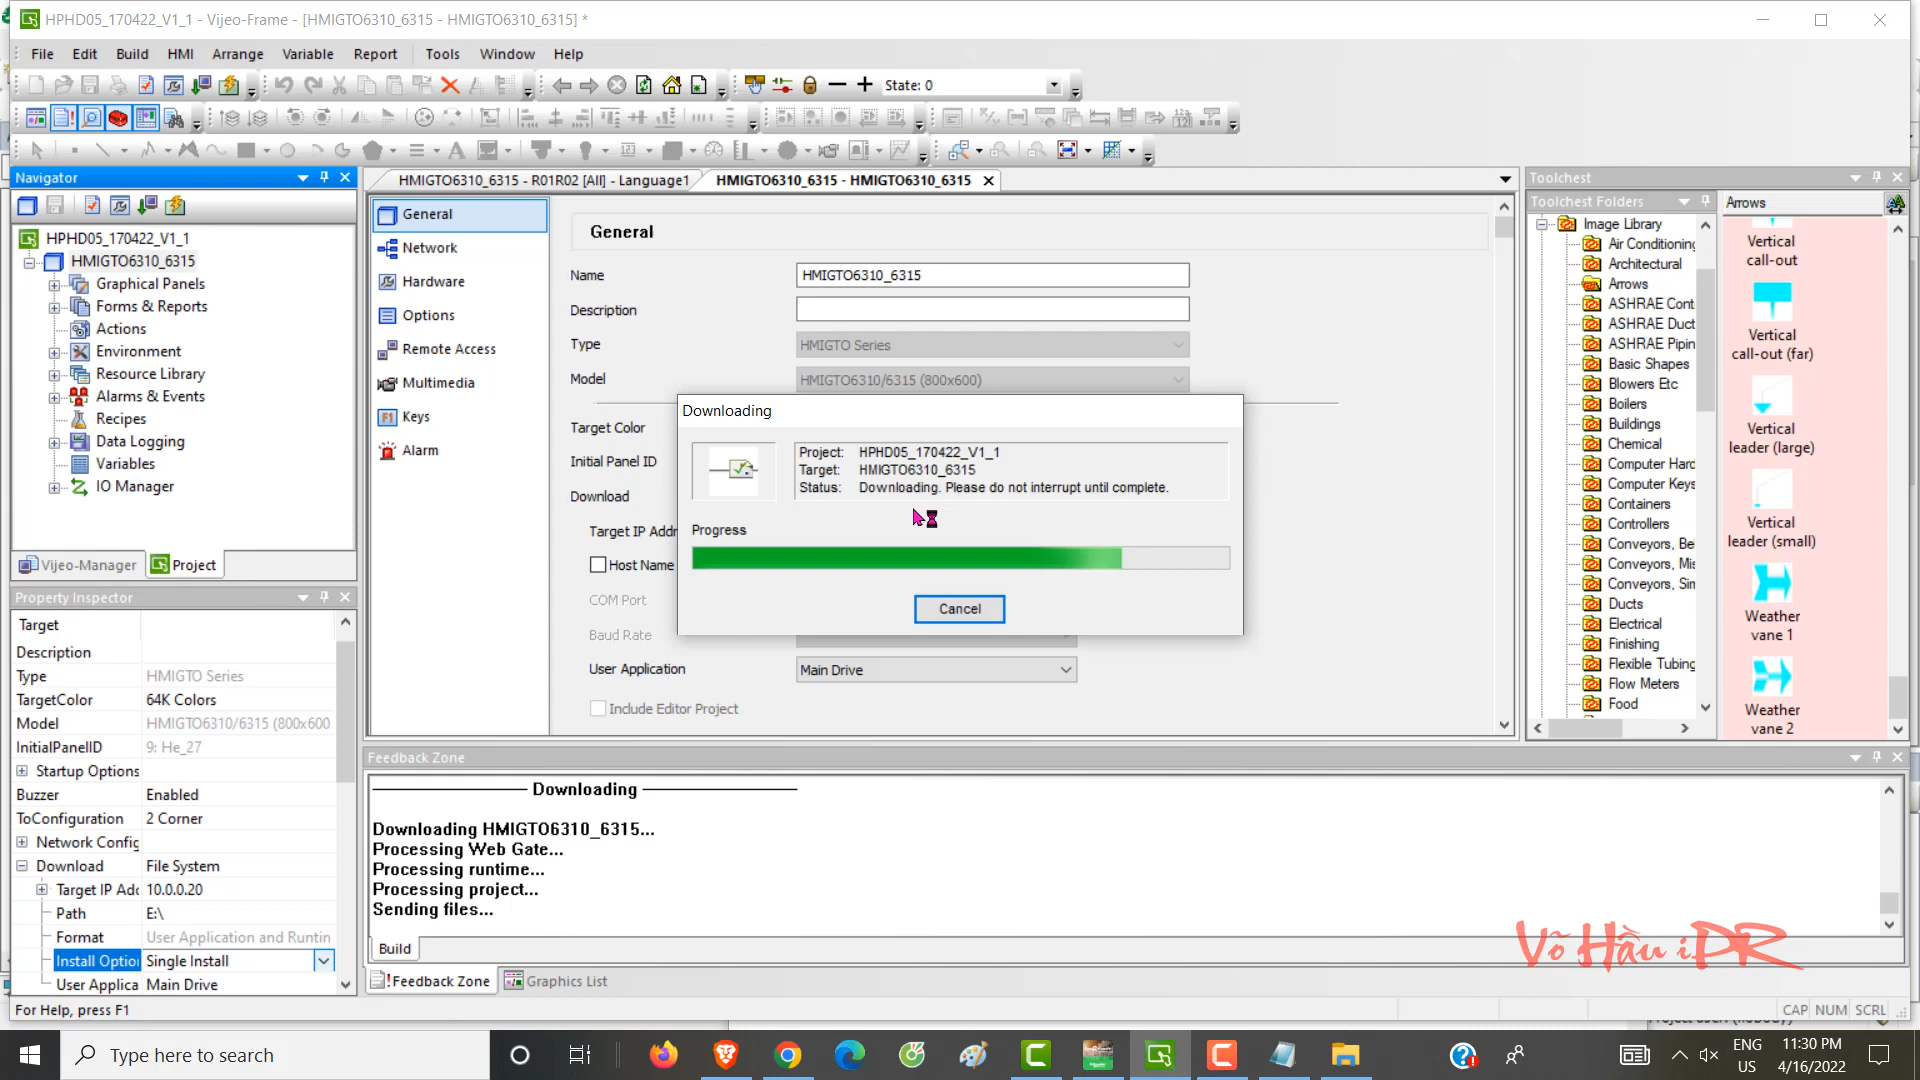 HPHD05_170422_V1_1 - Vijeo-Frame - [HMIGTO6310_6315 - HMIGTO6310_6315] *
File Edit Build HMI Arrange Variable Report Tools Window Help
State: 0
Navigator
HPHD05_170422_V1_1
HMIGTO6310_6315
Graphical Panels
Forms & Reports
Actions
Environment
Resource Library
Alarms & Events
Recipes
Data Logging
Variables
IO Manager
Vijeo-Manager Project
Property Inspector
Target
Description
Type HMIGTO Series
TargetColor 64K Colors
Model HMIGTO6310/6315 (800x600
InitialPanelID 9: He_27
Startup Options
Buzzer Enabled
ToConfiguration 2 Corner
Network Config
Download File System
Target IP Adc 10.0.0.20
Path E:\
Format User Application and Runtin
Install Option Single Install
User Applica Main Drive
For Help, press F1
HMIGTO6310_6315 - R01R02 [All] - Language1 HMIGTO6310_6315 - HMIGTO6310_6315
General
Network
Hardware
Options
Remote Access
Multimedia
F1 Keys
Alarm
General
Name HMIGTO6310_6315
Description
Type HMIGTO Series
Model HMIGTO6310/6315 (800x600)
Target Color
Initial Panel ID
Download
Target IP Addr
Host Name
COM Port
Baud Rate
User Application Main Drive
Include Editor Project
Downloading
Project: HPHD05_170422_V1_1
Target: HMIGTO6310_6315
Status: Downloading. Please do not interrupt until complete.
Progress
Cancel
Toolchest
Toolchest Folders
Image Library
Air Conditioning
Architectural
Arrows
ASHRAE Cont
ASHRAE Duct
ASHRAE Pipin
Basic Shapes
Blowers Etc
Boilers
Buildings
Chemical
Computer Hard
Computer Keys
Containers
Controllers
Conveyors, Be
Conveyors, Mis
Conveyors, Sim
Ducts
Electrical
Finishing
Flexible Tubing
Flow Meters
Food
Arrows
Vertical
call-out
Vertical
call-out (far)
Vertical
leader (large)
Vertical
leader (small)
Weather
vane 1
Weather
vane 2
Feedback Zone
Downloading
Downloading HMIGTO6310_6315...
Processing Web Gate...
Processing runtime...
Processing project...
Sending files...
Build
Feedback Zone Graphics List
Võ Hầu iPR
CAP NUM SCRL
Type here to search
ENG
US
11:30 PM
4/16/2022